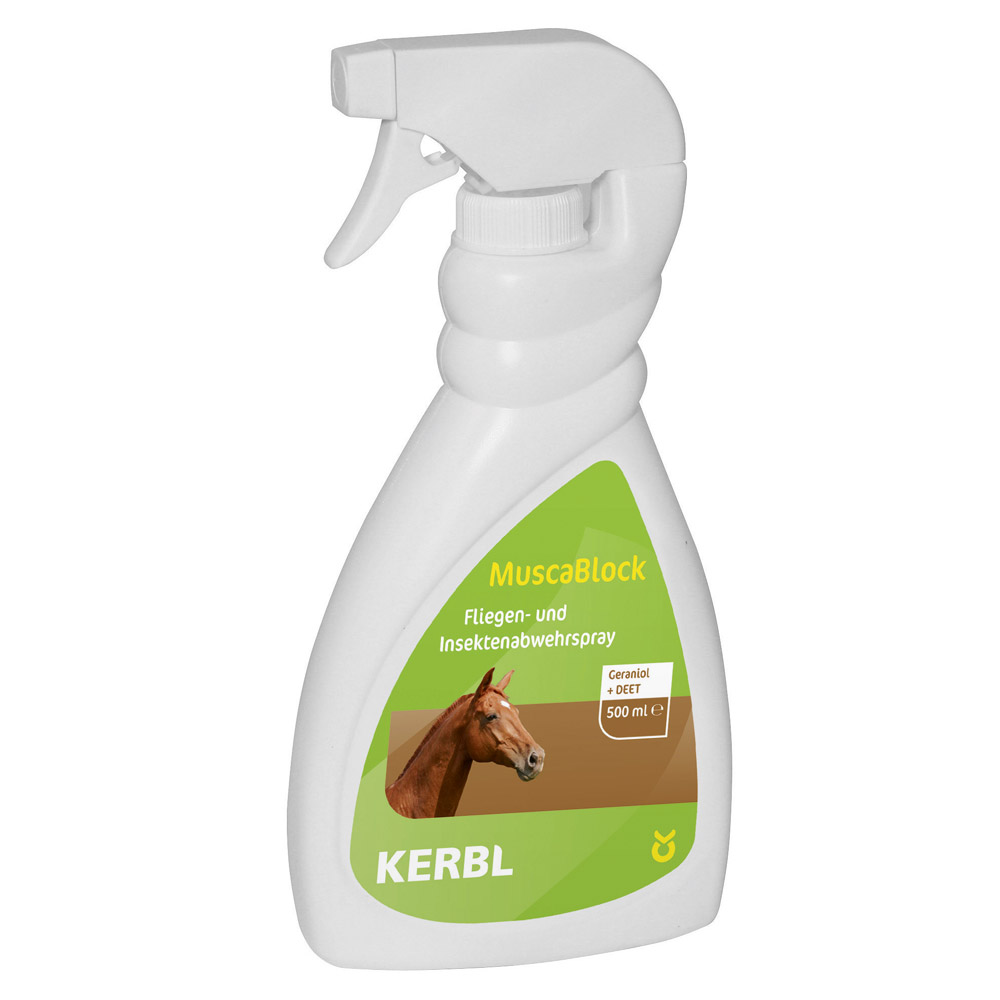 MuscaBlock
Fliegen- und
Insektenabwehrspray
Geraniol
+ DEET
500 ml ℮
KERBL